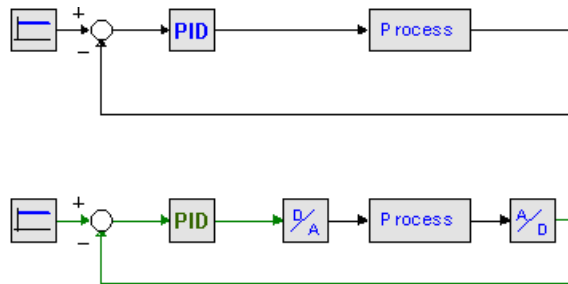 +
PID
Process
−
+
PID
D/A
Process
A/D
−